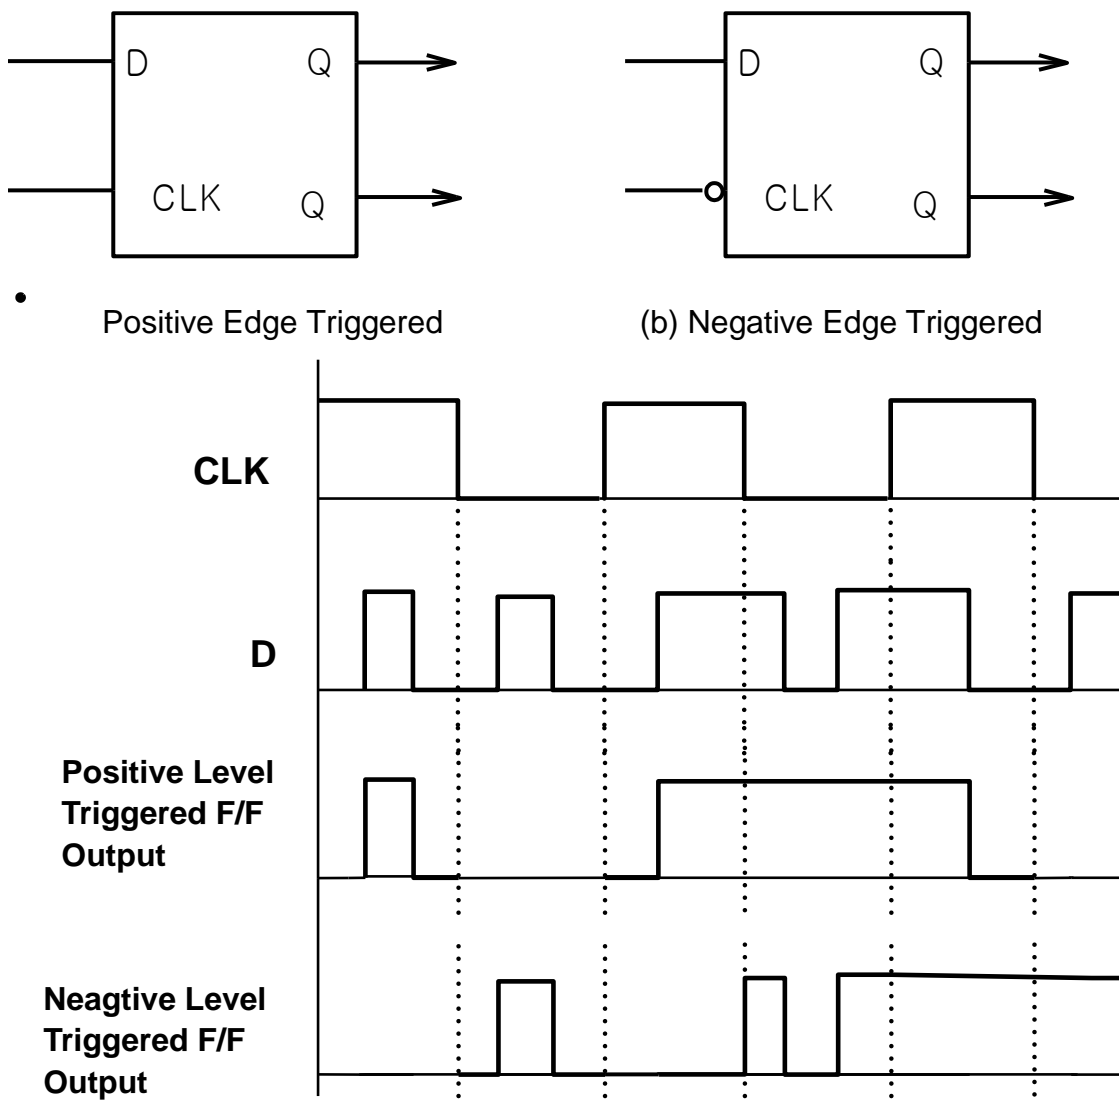 D Q D Q
CLK Q CLK Q
•
Positive Edge Triggered (b) Negative Edge Triggered
CLK
D
Positive Level
Triggered F/F
Output
Neagtive Level
Triggered F/F
Output